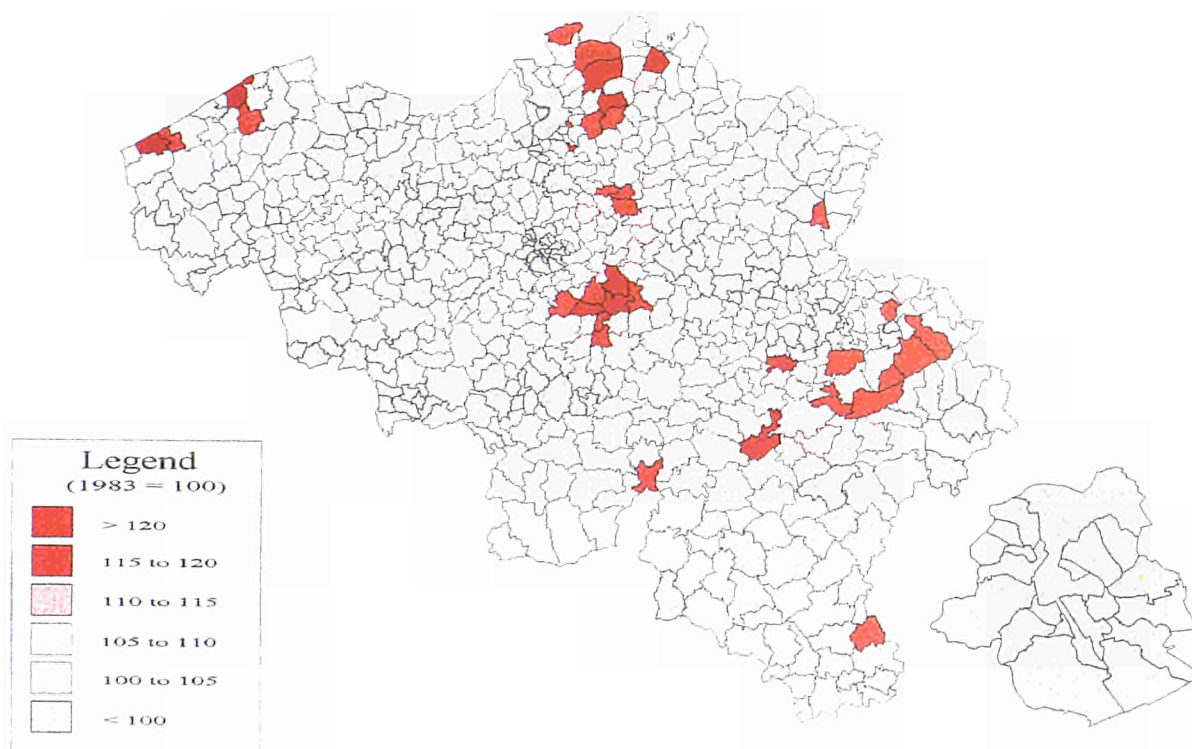 Legend
(1983 = 100)
> 120
115 to 120
110 to 115
105 to 110
100 to 105
< 100